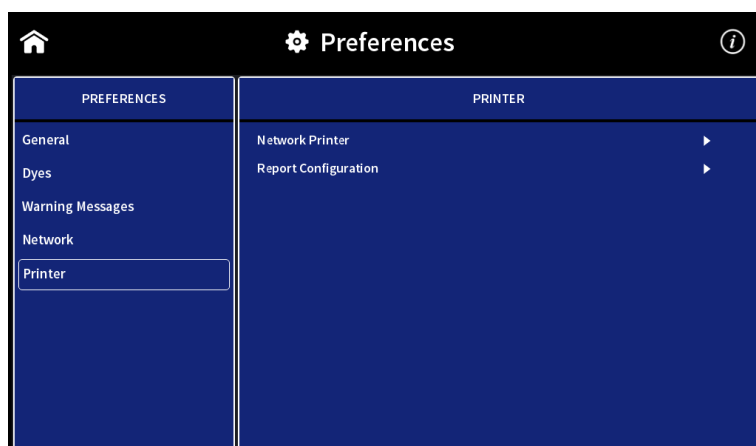 Preferences
i
PREFERENCES
General
Dyes
Warning Messages
Network
Printer
PRINTER
Network Printer
Report Configuration